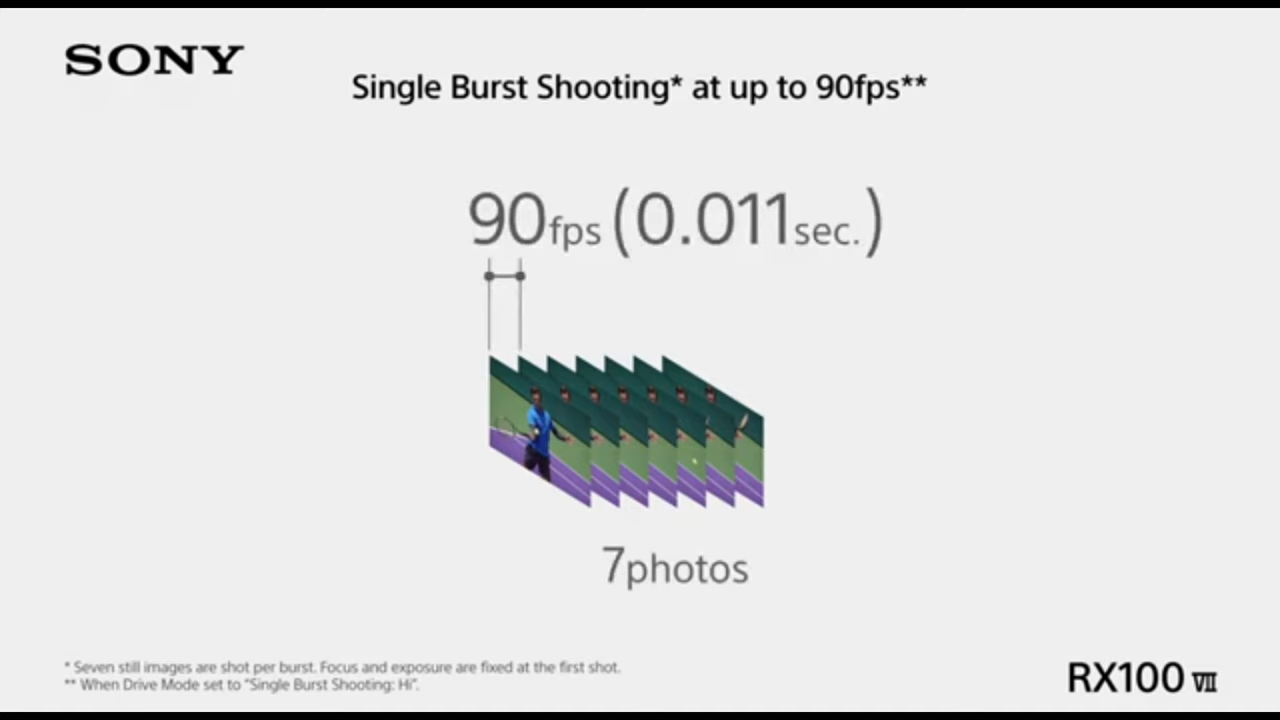 SONY
Single Burst Shooting* at up to 90fps**
90fps (0.011sec.)
7photos
* Seven still images are shot per burst. Focus and exposure are fixed at the first shot.
** When Drive Mode set to "Single Burst Shooting: Hi".
RX100 VII